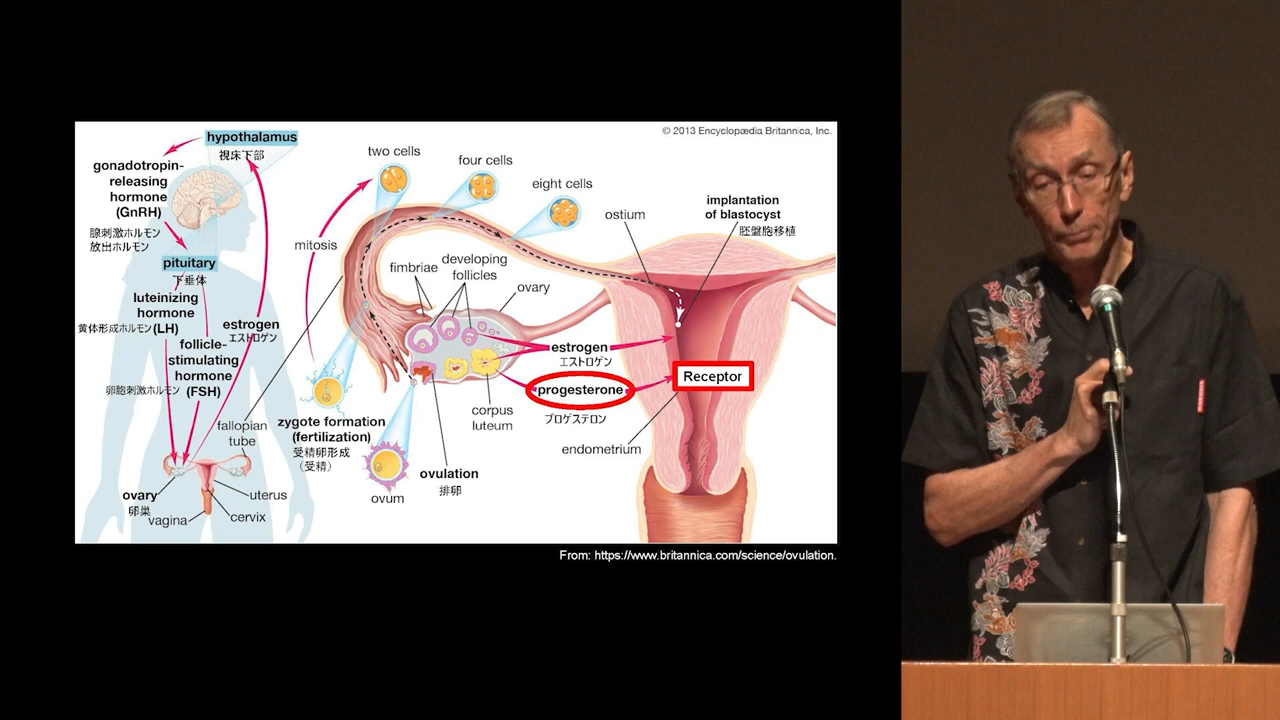 © 2013 Encyclopædia Britannica, Inc.
hypothalamus
視床下部
gonadotropin-
releasing
hormone
(GnRH)
腺刺激ホルモン
放出ホルモン
pituitary
下垂体
luteinizing
hormone
黄体形成ホルモン(LH)
estrogen
エストロゲン
follicle-
stimulating
hormone
卵胞刺激ホルモン (FSH)
fallopian
tube
ovary
卵巣
vagina
uterus
cervix
two cells
four cells
eight cells
mitosis
fimbriae
developing
follicles
ovary
ostium
implantation
of blastocyst
胚盤胞移植
zygote formation
(fertilization)
受精卵形成
(受精)
ovum
ovulation
排卵
corpus
luteum
estrogen
エストロゲン
progesterone
プロゲステロン
Receptor
endometrium
From: https://www.britannica.com/science/ovulation.